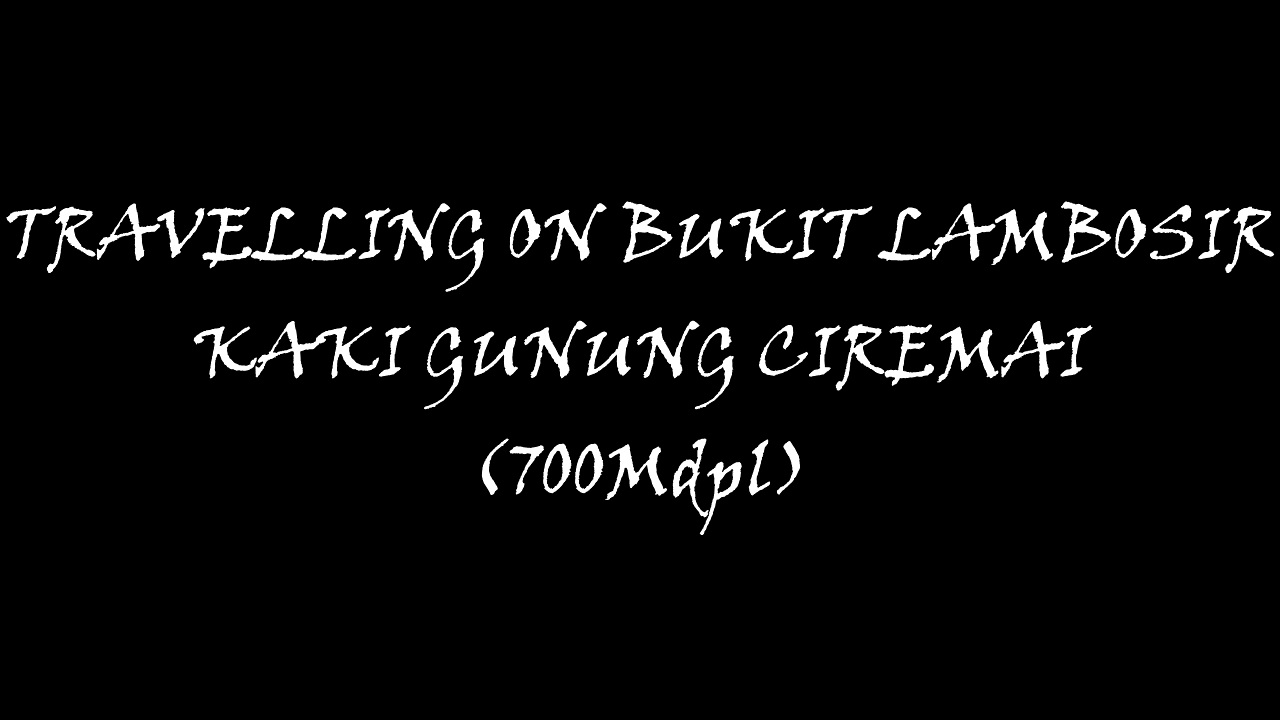 TRAVELLING ON BUKIT LAMBOSIR
KAKI GUNUNG CIREMAI
(700Mdpl)